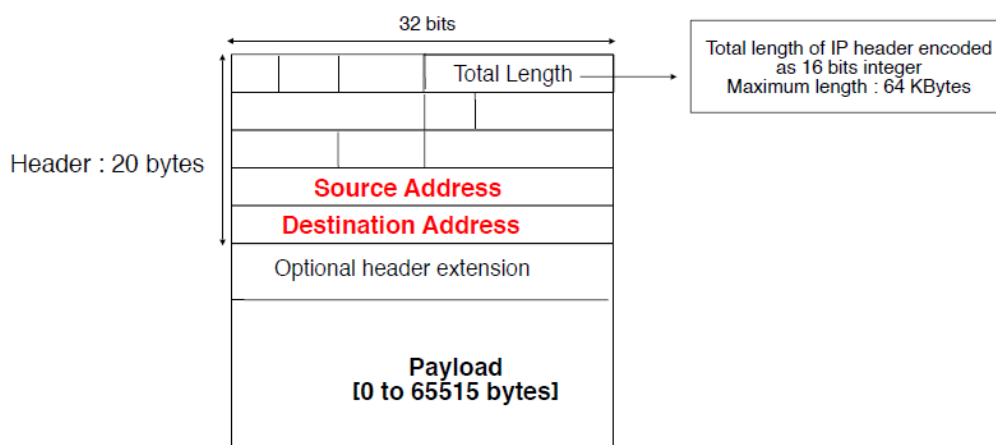 32 bits
Total Length
Total length of IP header encoded
as 16 bits integer
Maximum length : 64 KBytes
Header : 20 bytes
Source Address
Destination Address
Optional header extension
Payload
[0 to 65515 bytes]